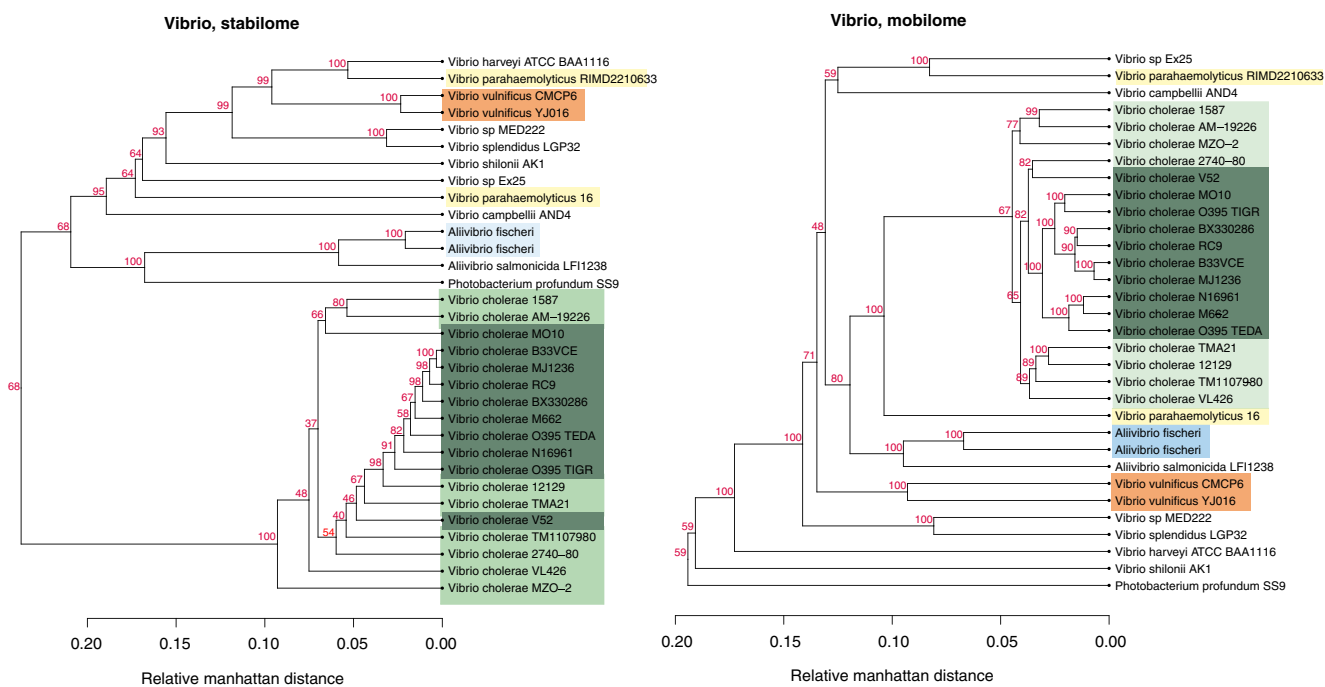 Vibrio, stabilome
Vibrio harveyi ATCC BAA1116
Vibrio parahaemolyticus RIMD2210633
Vibrio vulnificus CMCP6
Vibrio vulnificus YJ016
Vibrio sp MED222
Vibrio splendidus LGP32
Vibrio shilonii AK1
Vibrio sp Ex25
Vibrio parahaemolyticus 16
Vibrio campbellii AND4
Aliivibrio fischeri
Aliivibrio fischeri
Aliivibrio salmonicida LFI1238
Photobacterium profundum SS9
Vibrio cholerae 1587
Vibrio cholerae AM–19226
Vibrio cholerae MO10
Vibrio cholerae B33VCE
Vibrio cholerae MJ1236
Vibrio cholerae RC9
Vibrio cholerae BX330286
Vibrio cholerae M662
Vibrio cholerae O395 TEDA
Vibrio cholerae N16961
Vibrio cholerae O395 TIGR
Vibrio cholerae 12129
Vibrio cholerae TMA21
Vibrio cholerae V52
Vibrio cholerae TM1107980
Vibrio cholerae 2740–80
Vibrio cholerae VL426
Vibrio cholerae MZO–2
100
99
100
99
100
93
64
64
95
68
100
100
100
68
80
66
100
98
98
67
58
82
91
98
37
67
46
40
54
48
100
0.20 0.15 0.10 0.05 0.00
Relative manhattan distance
Vibrio, mobilome
Vibrio sp Ex25
Vibrio parahaemolyticus RIMD2210633
Vibrio campbellii AND4
Vibrio cholerae 1587
Vibrio cholerae AM–19226
Vibrio cholerae MZO–2
Vibrio cholerae 2740–80
Vibrio cholerae V52
Vibrio cholerae MO10
Vibrio cholerae O395 TIGR
Vibrio cholerae BX330286
Vibrio cholerae RC9
Vibrio cholerae B33VCE
Vibrio cholerae MJ1236
Vibrio cholerae N16961
Vibrio cholerae M662
Vibrio cholerae O395 TEDA
Vibrio cholerae TMA21
Vibrio cholerae 12129
Vibrio cholerae TM1107980
Vibrio cholerae VL426
Vibrio parahaemolyticus 16
Aliivibrio fischeri
Aliivibrio fischeri
Aliivibrio salmonicida LFI1238
Vibrio vulnificus CMCP6
Vibrio vulnificus YJ016
Vibrio sp MED222
Vibrio splendidus LGP32
Vibrio harveyi ATCC BAA1116
Vibrio shilonii AK1
Photobacterium profundum SS9
100
59
99
77
82
100
67
82
100
48
90
90
100
100
65
100
100
100
100
89
89
71
80
100
100
100
100
100
100
59
59
0.20 0.15 0.10 0.05 0.00
Relative manhattan distance